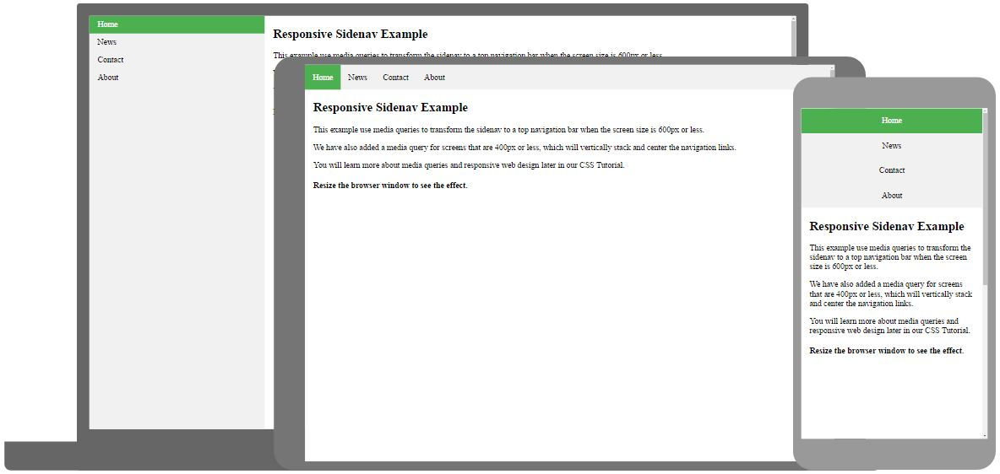 Home
News
Contact
About
Responsive Sidenav Example
This example use media queries to transform the sidenav to a top navigation bar when the screen size is 600px or less.
Home
News
Contact
About
Responsive Sidenav Example
This example use media queries to transform the sidenav to a top navigation bar when the screen size is 600px or less.
We have also added a media query for screens that are 400px or less, which will vertically stack and center the navigation links.
You will learn more about media queries and responsive web design later in our CSS Tutorial.
Resize the browser window to see the effect.
Home
News
Contact
About
Responsive Sidenav Example
This example use media queries to transform the
sidenav to a top navigation bar when the screen
size is 600px or less.
We have also added a media query for screens
that are 400px or less, which will vertically stack
and center the navigation links.
You will learn more about media queries and
responsive web design later in our CSS Tutorial.
Resize the browser window to see the effect.